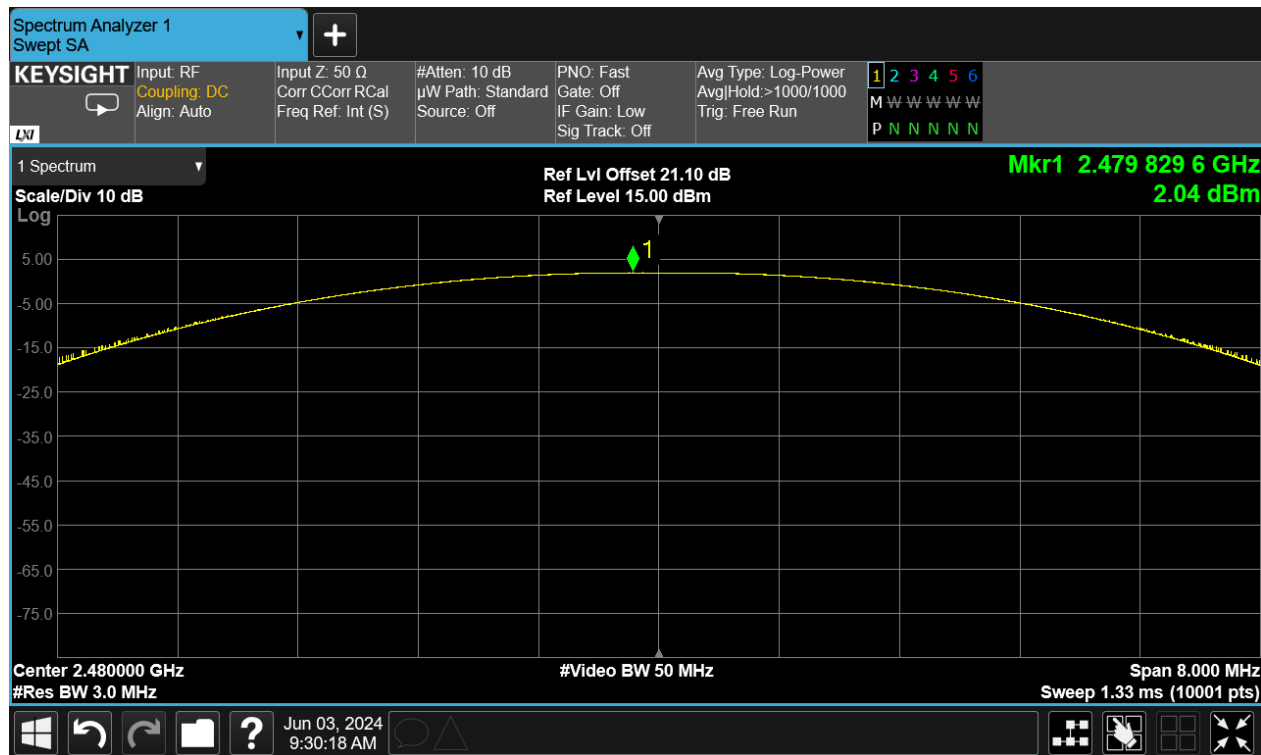 Spectrum Analyzer 1
Swept SA
▼
+
KEYSIGHT
LXI
Input: RF
Coupling: DC
Align: Auto
Input Z: 50 Ω
Corr CCorr RCal
Freq Ref: Int (S)
#Atten: 10 dB
µW Path: Standard
Source: Off
PNO: Fast
Gate: Off
IF Gain: Low
Sig Track: Off
Avg Type: Log-Power
Avg|Hold:>1000/1000
Trig: Free Run
1 2 3 4 5 6
M W W W W W
P N N N N N
1 Spectrum ▼
Scale/Div 10 dB
Log
Ref Lvl Offset 21.10 dB
Ref Level 15.00 dBm
Mkr1 2.479 829 6 GHz
2.04 dBm
1
5.00
-5.00
-15.0
-25.0
-35.0
-45.0
-55.0
-65.0
-75.0
Center 2.480000 GHz
#Res BW 3.0 MHz
#Video BW 50 MHz
Span 8.000 MHz
Sweep 1.33 ms (10001 pts)
?
Jun 03, 2024
9:30:18 AM